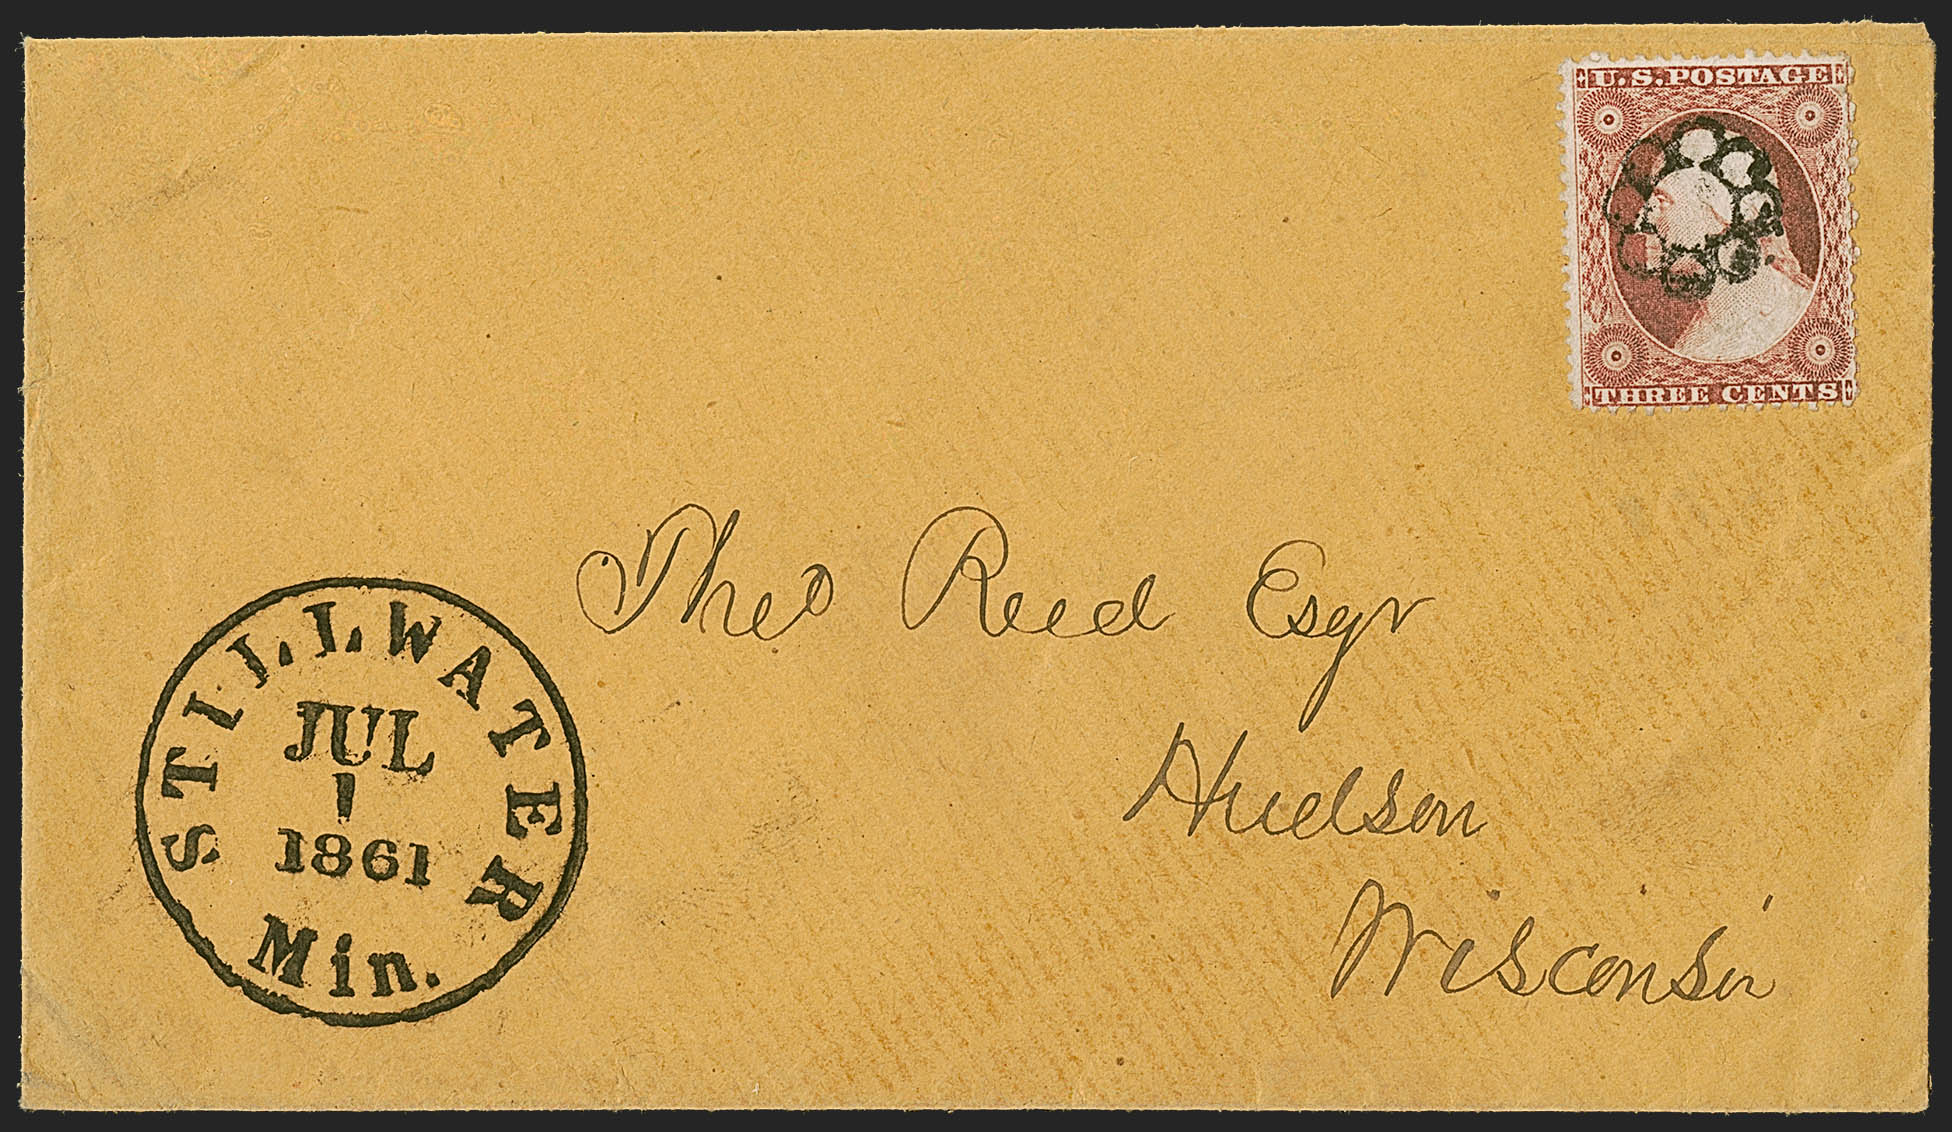 U.S. POSTAGE
THREE CENTS
Theo Reed Esqr
Hudson
Wisconsin
STILLWATER
JUL
1
1861
Min.